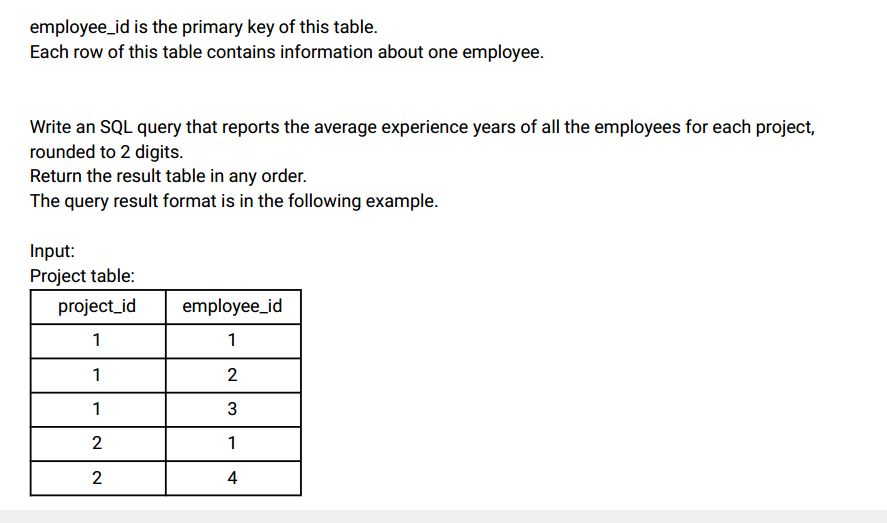 employee_id is the primary key of this table.
Each row of this table contains information about one employee.
Write an SQL query that reports the average experience years of all the employees for each project,
rounded to 2 digits.
Return the result table in any order.
The query result format is in the following example.
Input:
Project table:
project_id employee_id
1 1
1 2
1 3
2 1
2 4